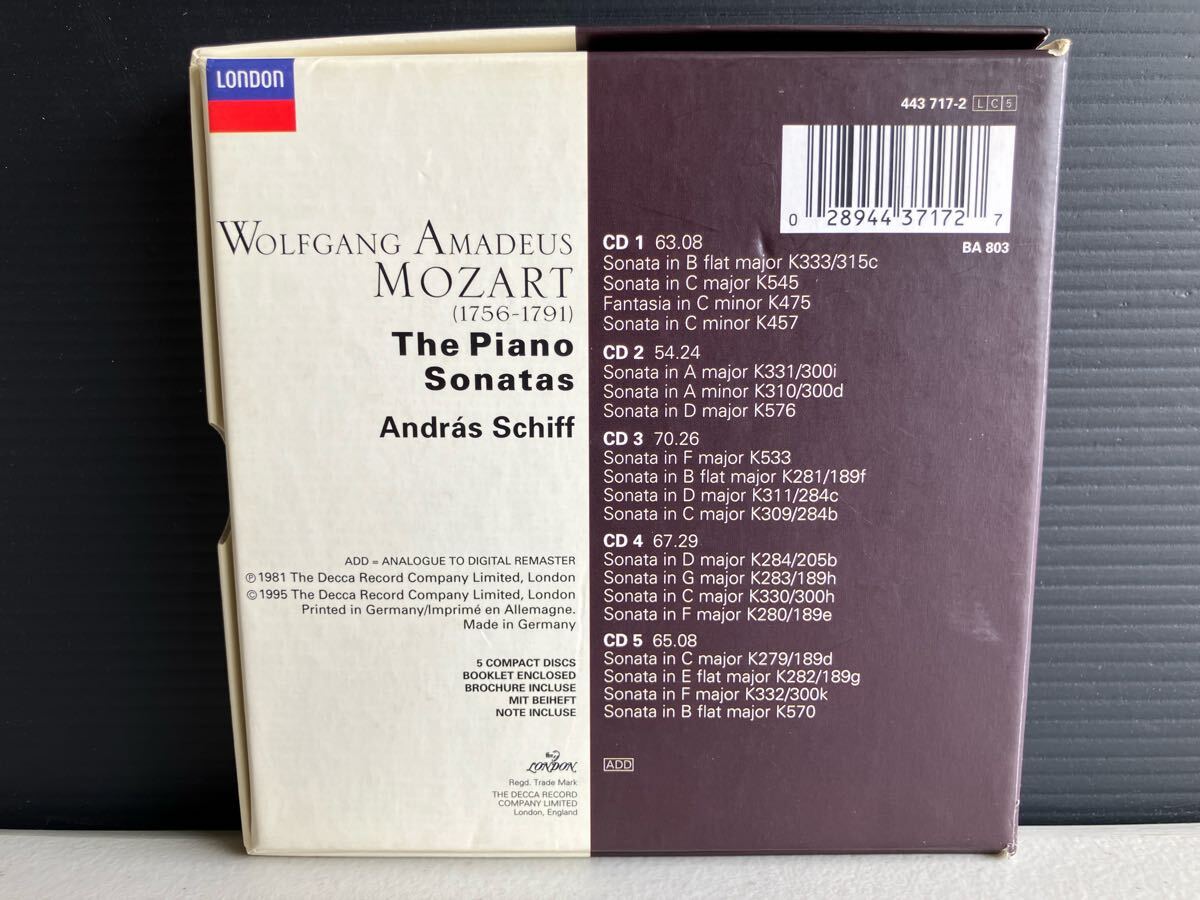 LONDON
WOLFGANG AMADEUS
MOZART
(1756-1791)
The Piano
Sonatas
András Schiff
ADD = ANALOGUE TO DIGITAL REMASTER
℗ 1981 The Decca Record Company Limited, London
© 1995 The Decca Record Company Limited, London
Printed in Germany/Imprimé en Allemagne.
Made in Germany
5 COMPACT DISCS
BOOKLET ENCLOSED
BROCHURE INCLUSE
MIT BEIHEFT
NOTE INCLUSE
LONDON
Regd. Trade Mark
THE DECCA RECORD
COMPANY LIMITED
London, England
443 717-2 LC5
0 28944 37172 7
BA 803
CD 1 63.08
Sonata in B flat major K333/315c
Sonata in C major K545
Fantasia in C minor K475
Sonata in C minor K457
CD 2 54.24
Sonata in A major K331/300i
Sonata in A minor K310/300d
Sonata in D major K576
CD 3 70.26
Sonata in F major K533
Sonata in B flat major K281/189f
Sonata in D major K311/284c
Sonata in C major K309/284b
CD 4 67.29
Sonata in D major K284/205b
Sonata in G major K283/189h
Sonata in C major K330/300h
Sonata in F major K280/189e
CD 5 65.08
Sonata in C major K279/189d
Sonata in E flat major K282/189g
Sonata in F major K332/300k
Sonata in B flat major K570
ADD